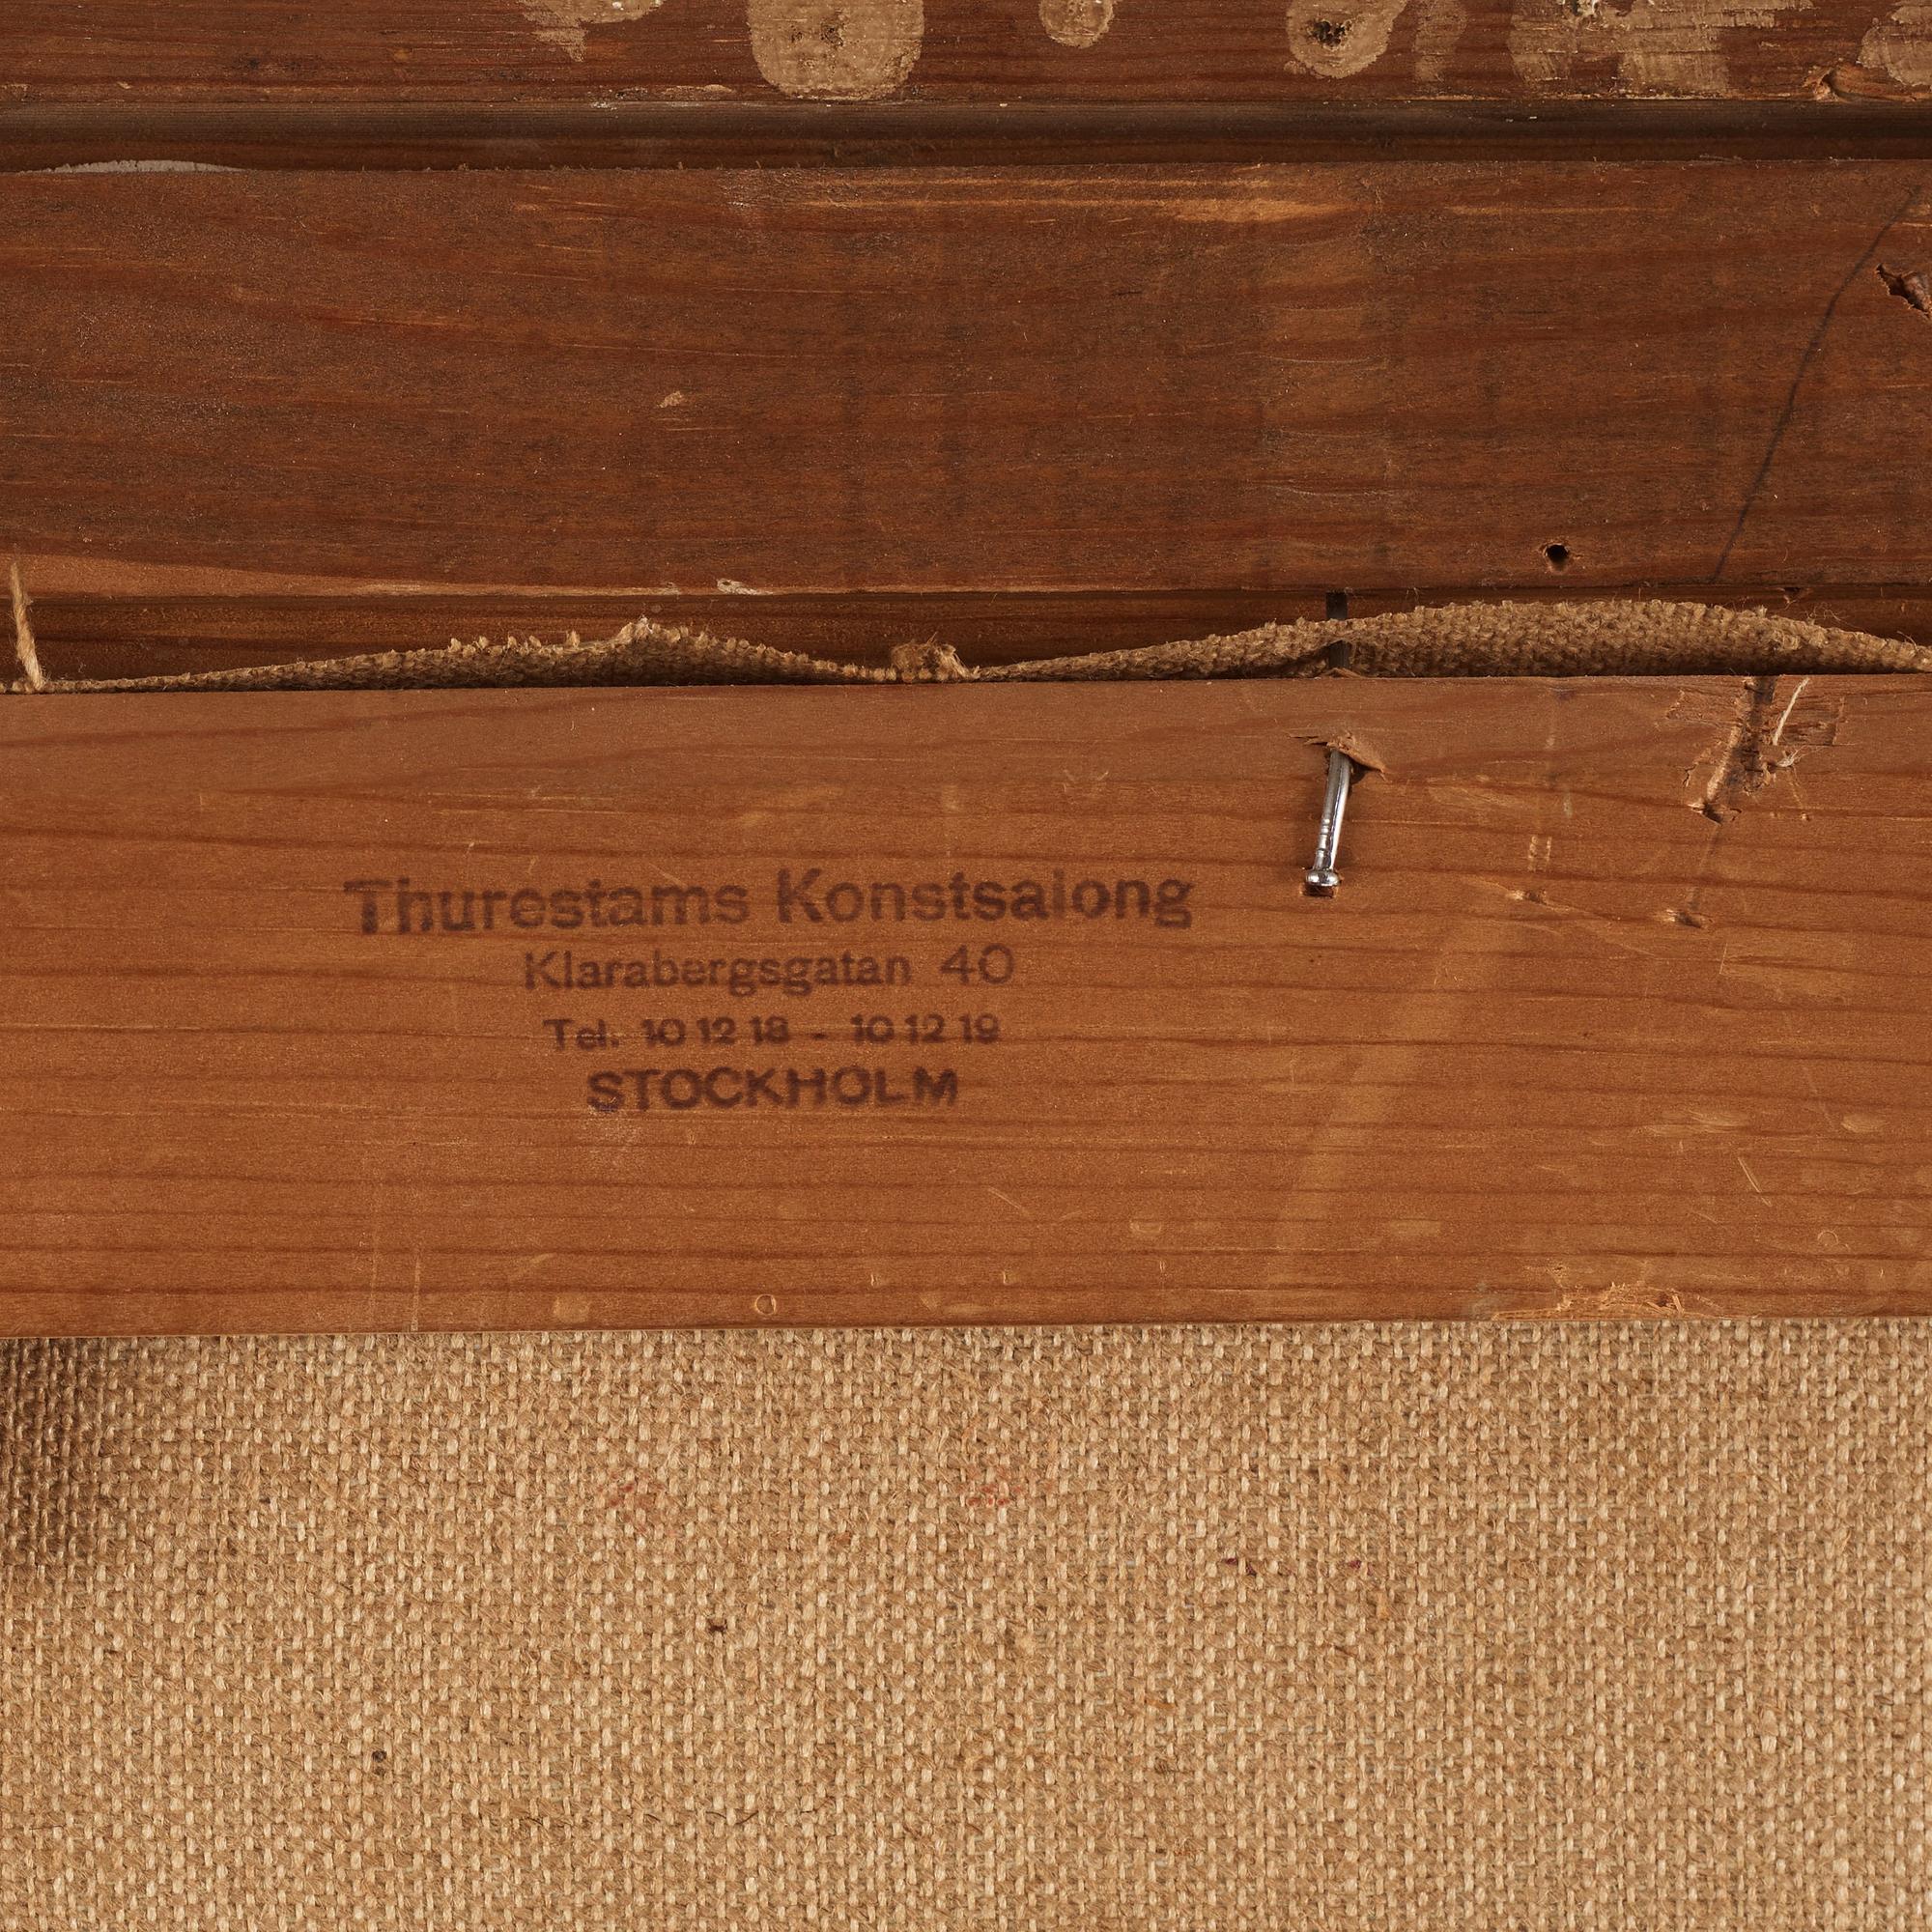 Thurestams Konstsalong
Klarabergsgatan 40
Tel. 10 12 18 - 10 12 19
STOCKHOLM